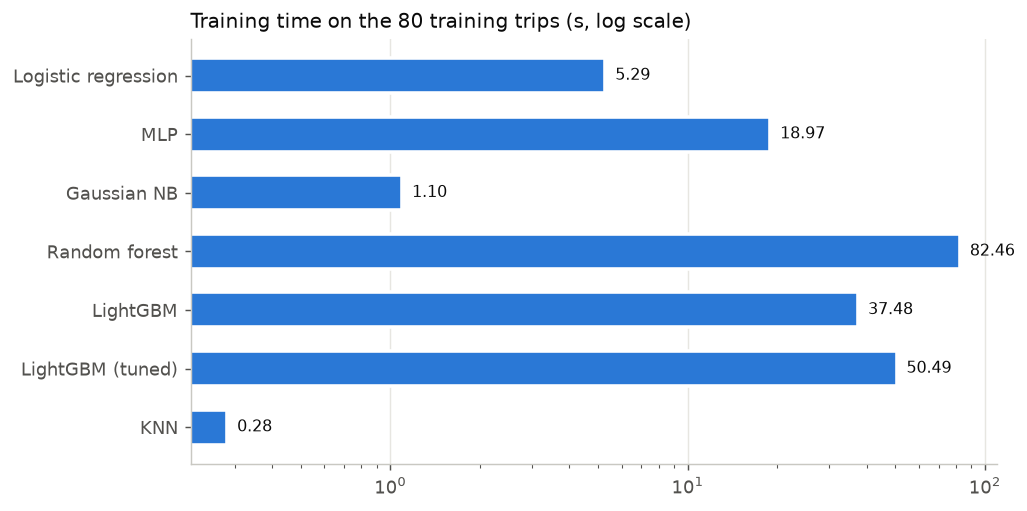 Training time on the 80 training trips (s, log scale)
Logistic regression 5.29
MLP 18.97
Gaussian NB 1.10
Random forest 82.46
LightGBM 37.48
LightGBM (tuned) 50.49
KNN 0.28
10⁰ 10¹ 10²